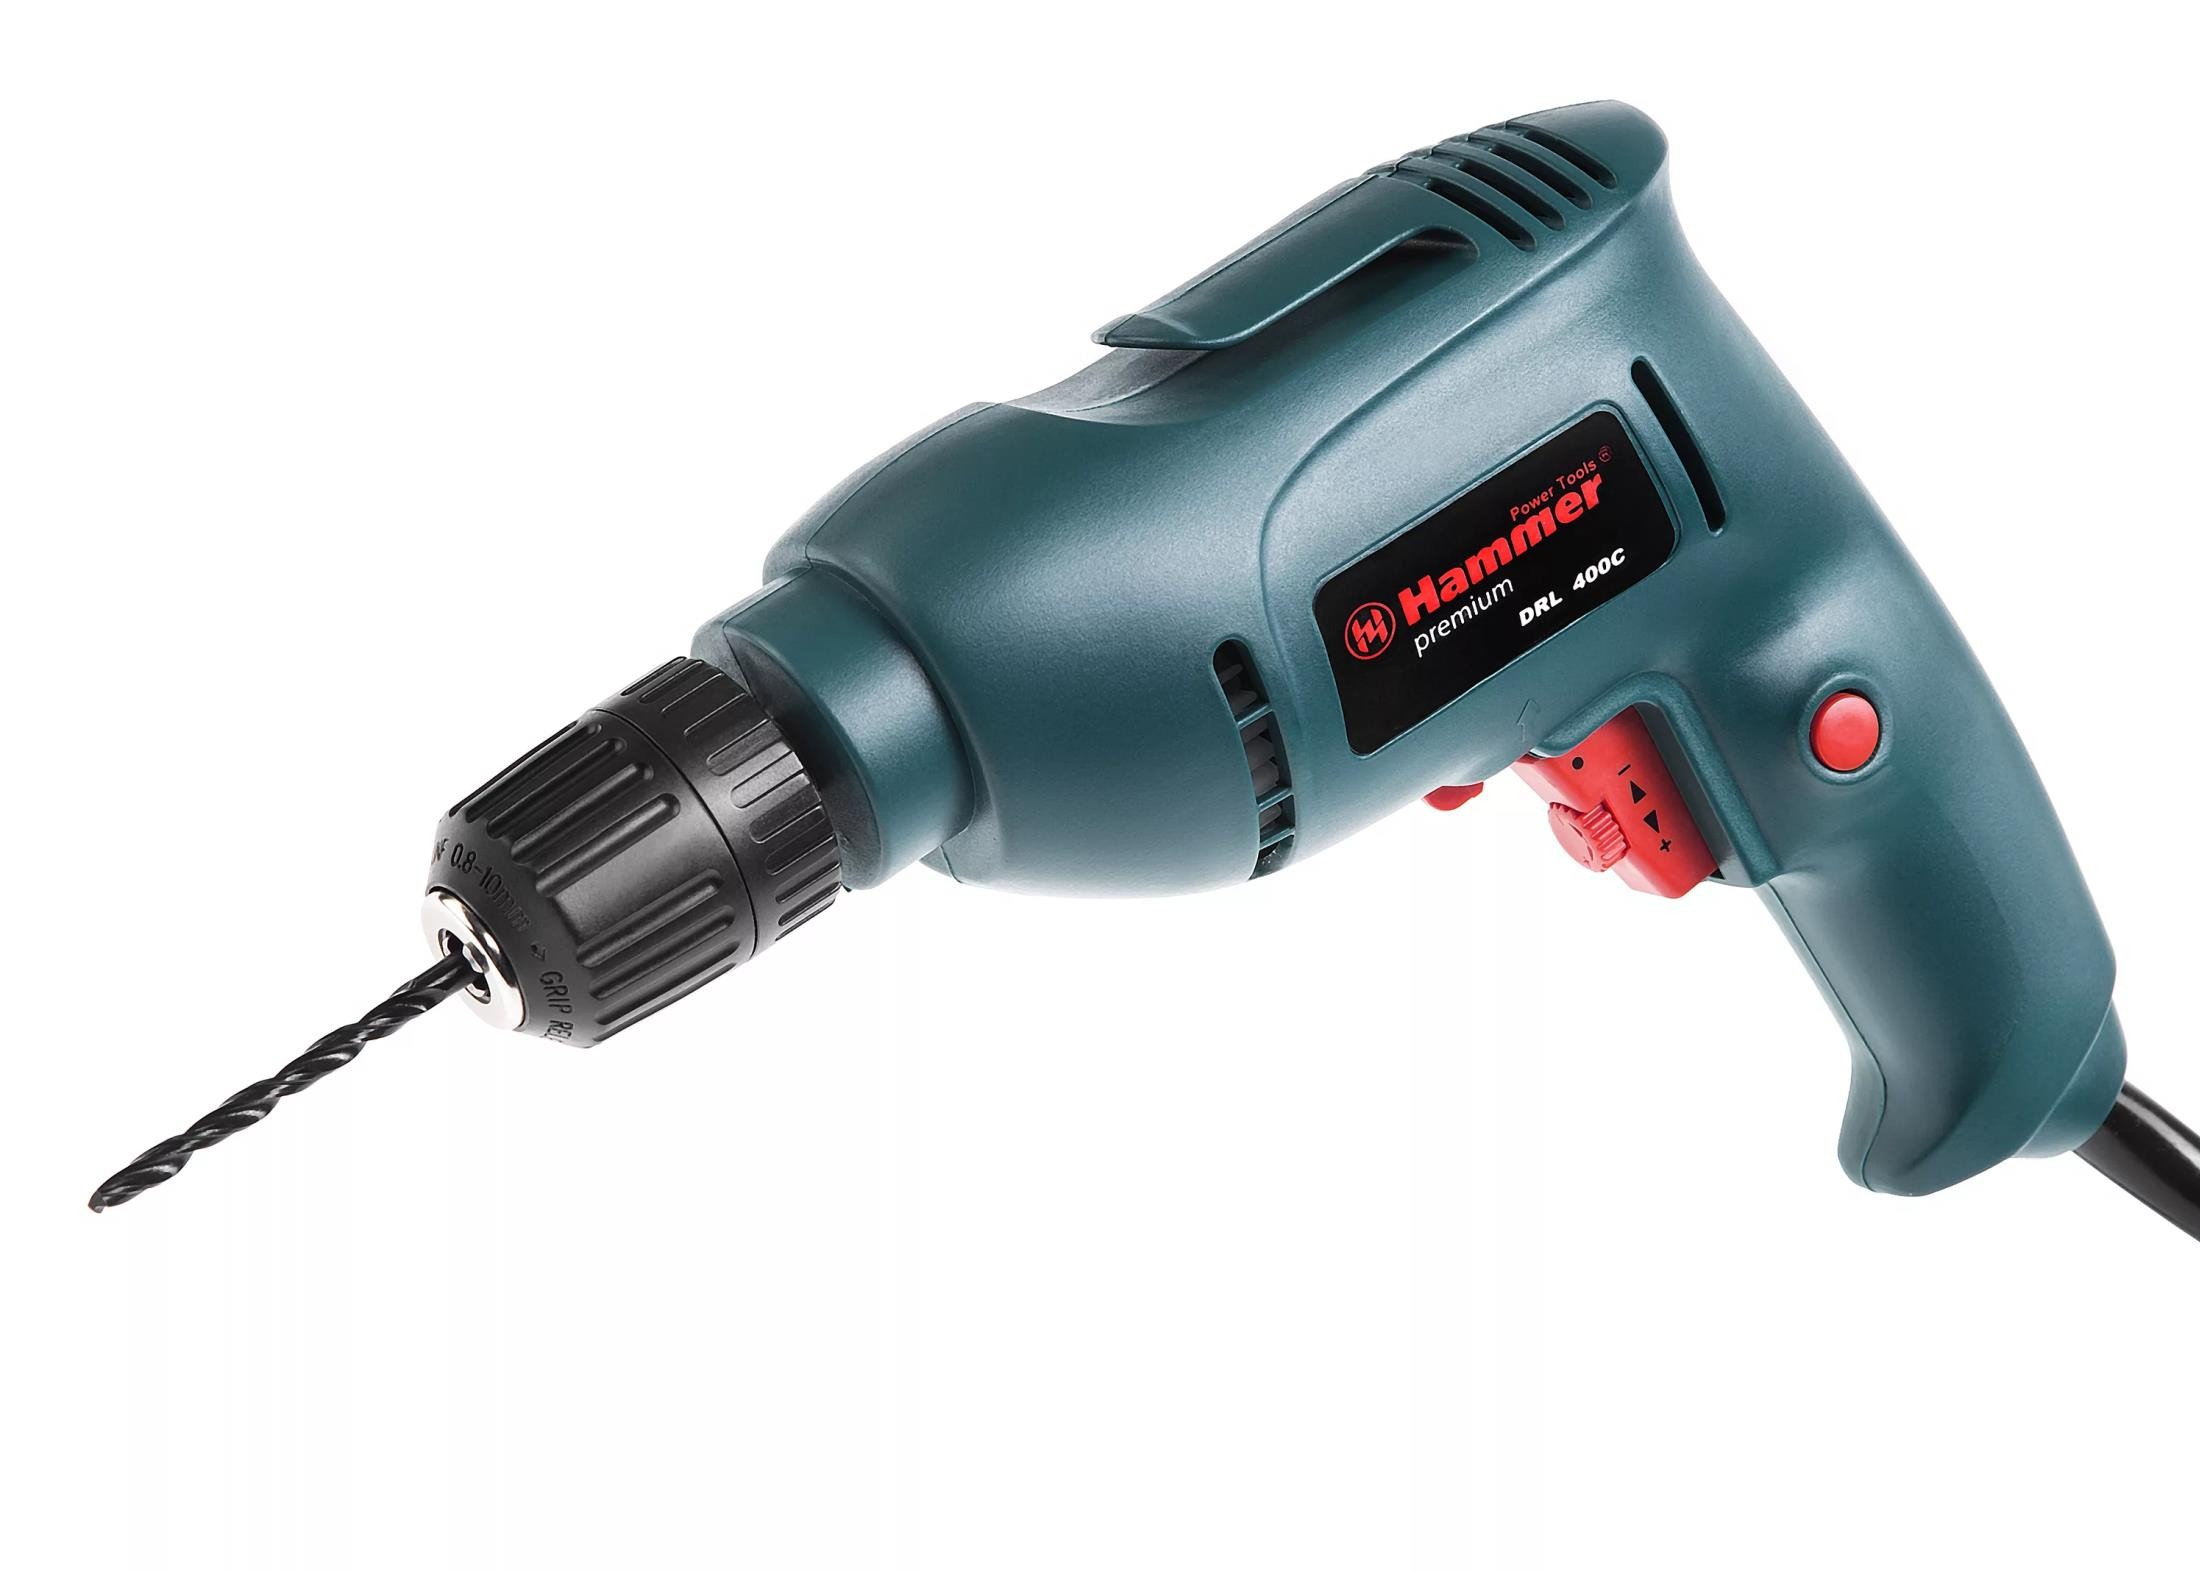 Power Tools ®
Hammer
premium
DRL 400C
− +
0.8-10mm
GRIP